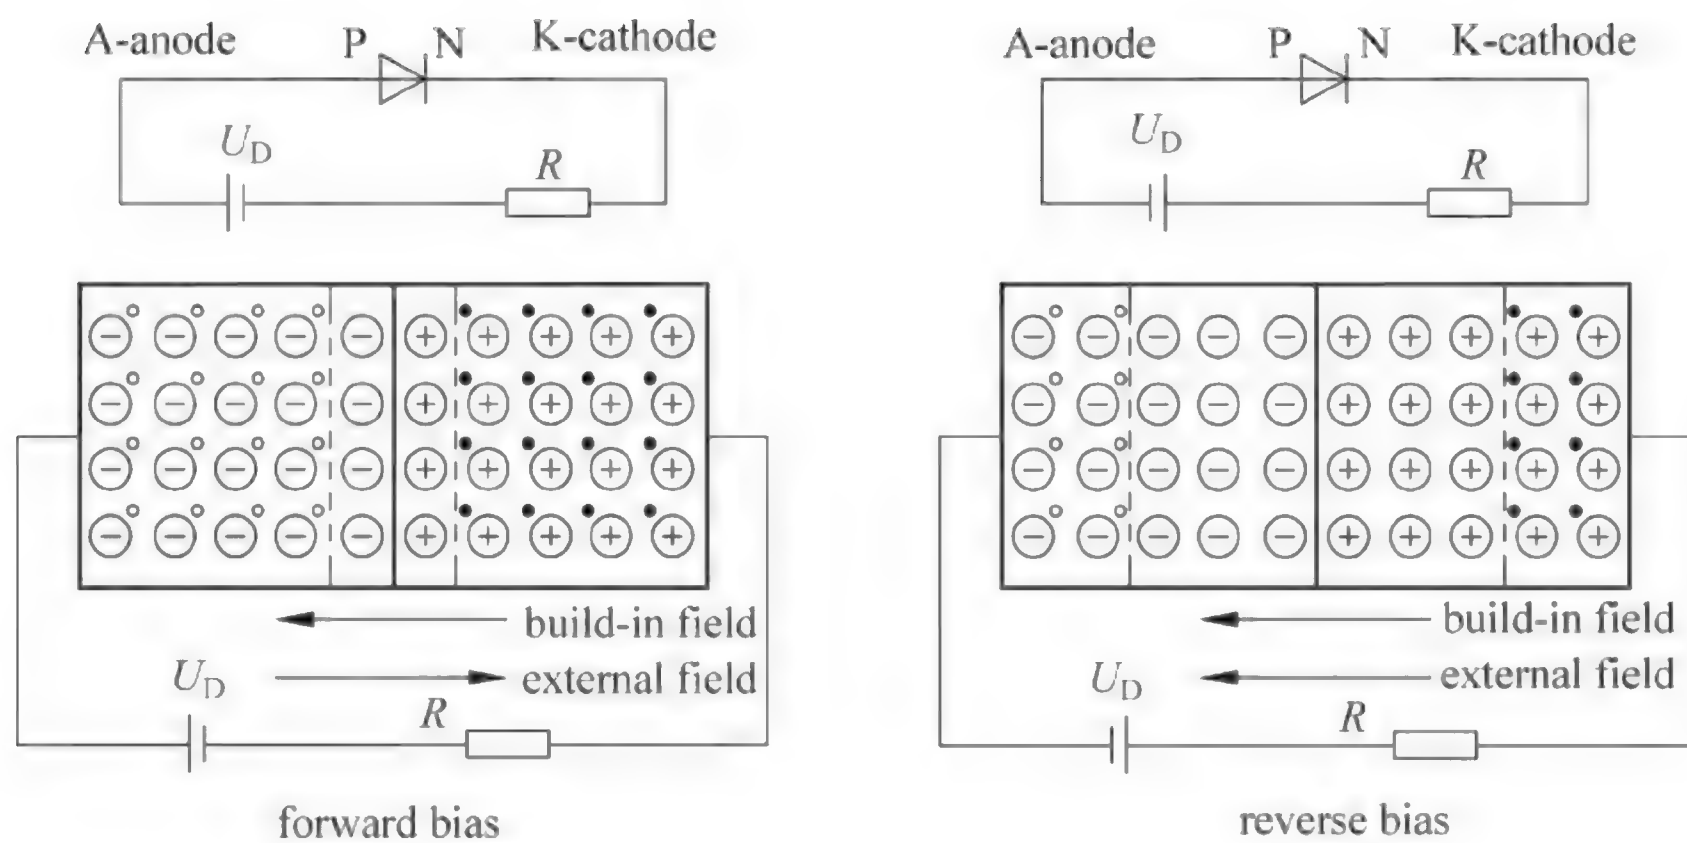 A-anode P N K-cathode
U_D
R
build-in field
external field
U_D
R
forward bias
A-anode P N K-cathode
U_D
R
build-in field
external field
U_D
R
reverse bias